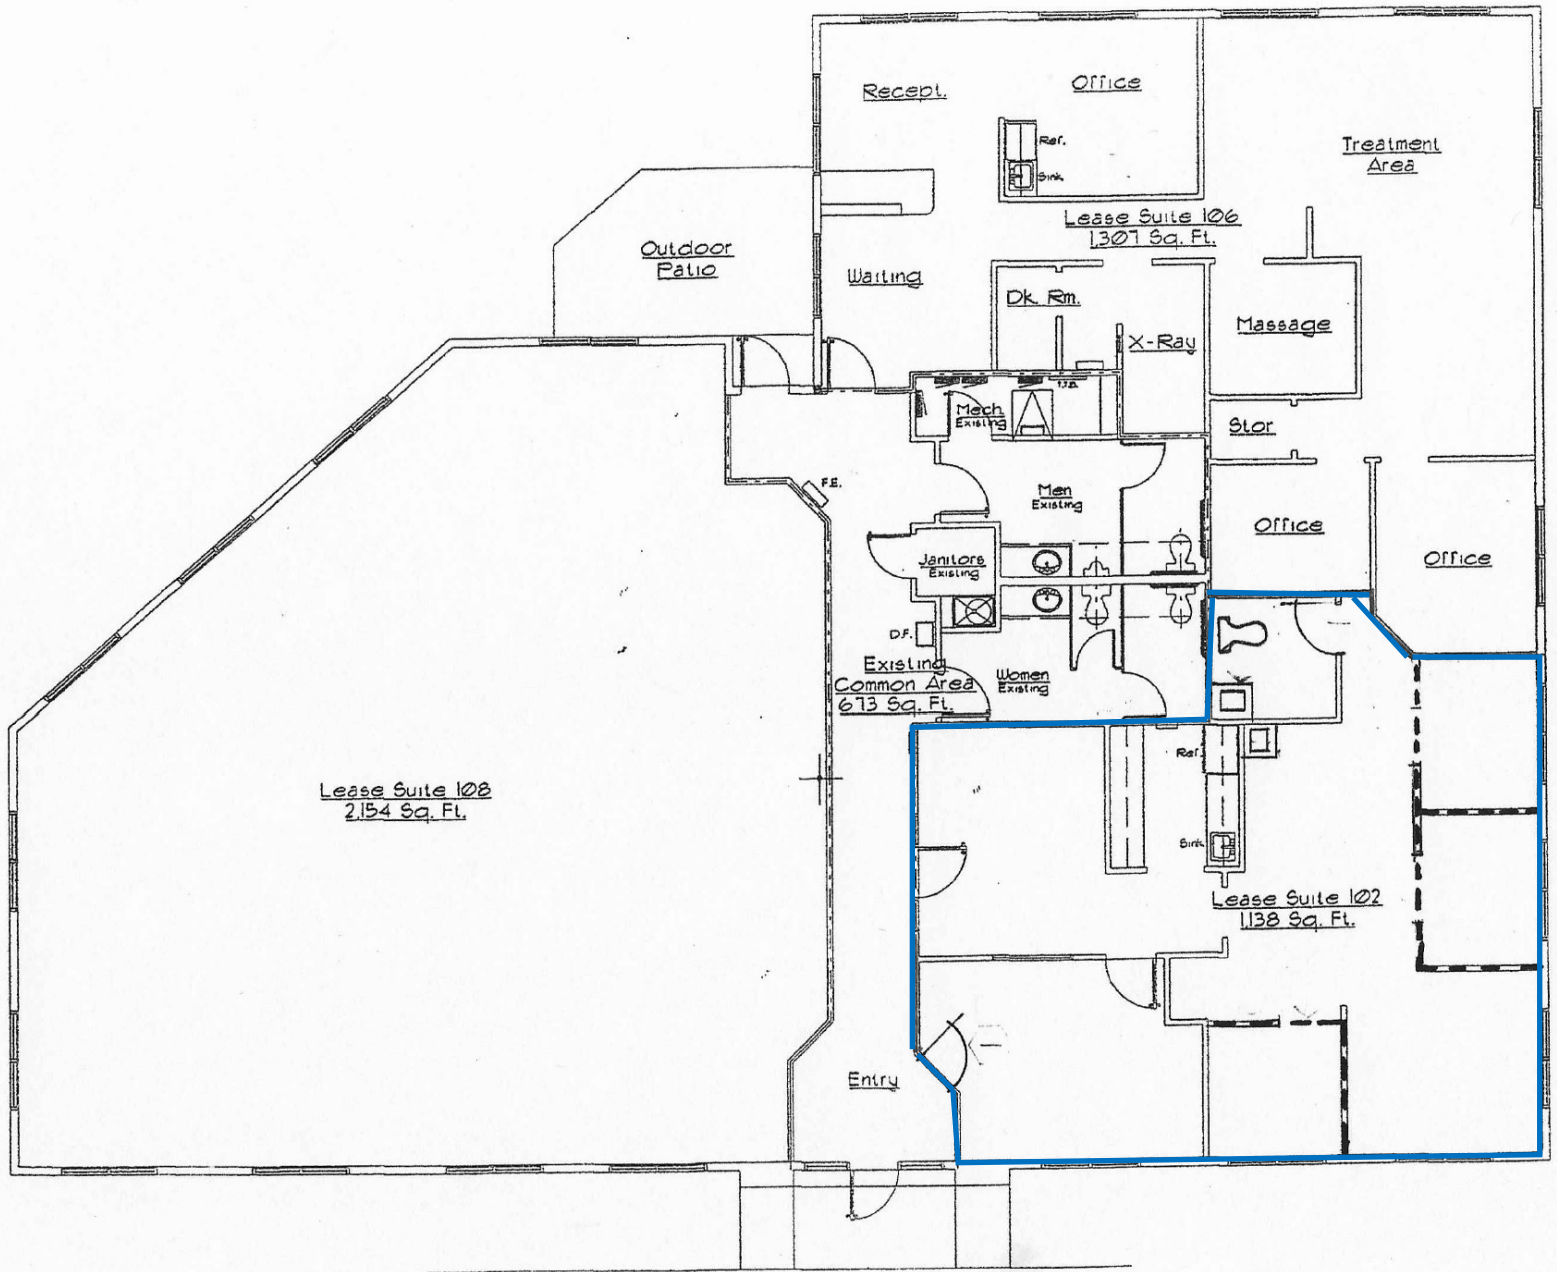 Recept.
Office
Ref.
Sink
Treatment
Area
Lease Suite 106
1,307 Sq. Ft.
Outdoor
Patio
Waiting
Dk. Rm.
X-Ray
Massage
Mech.
Existing
Stor
F.E.
Men
Existing
Office
Office
Janitors
Existing
D.F.
Existing
Common Area
673 Sq. Ft.
Women
Existing
Ref.
Sink
Lease Suite 108
2,154 Sq. Ft.
Lease Suite 102
1,138 Sq. Ft.
Entry